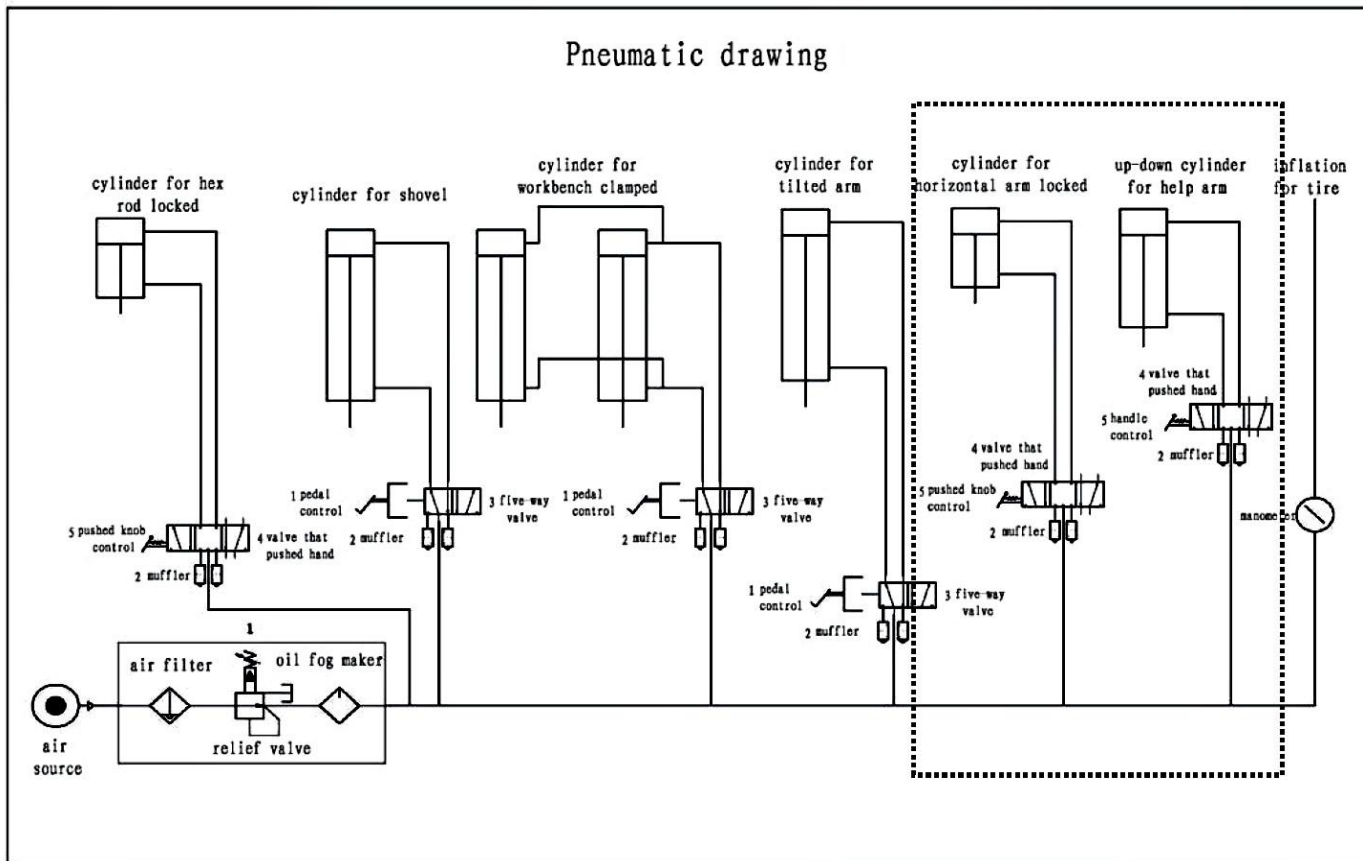 Pneumatic drawing
cylinder for hex
rod locked
cylinder for shovel
cylinder for
workbench clamped
cylinder for
tilted arm
cylinder for
horizontal arm locked
up-down cylinder
for help arm
inflation
for tire
5 pushed knob
control
4 valve that
pushed hand
2 muffler
1 pedal
control
3 five-way
valve
2 muffler
1 pedal
control
3 five-way
valve
2 muffler
1 pedal
control
3 five-way
valve
2 muffler
4 valve that
pushed hand
5 pushed knob
control
2 muffler
4 valve that
pushed hand
5 handle
control
2 muffler
manometer
1
air filter
oil fog maker
relief valve
air
source